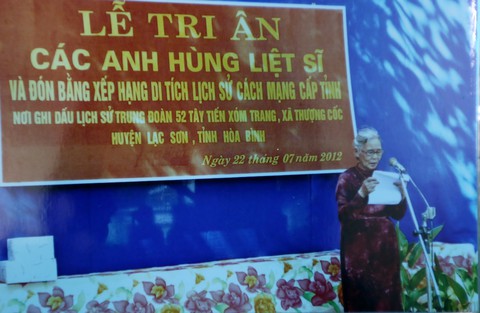 LỄ TRI ÂN
CÁC ANH HÙNG LIỆT SĨ
VÀ ĐÓN BẰNG XẾP HẠNG DI TÍCH LỊCH SỬ CÁCH MẠNG CẤP TỈNH
NƠI GHI DẤU LỊCH SỬ TRUNG ĐOÀN 52 TÂY TIẾN XÓM TRANG, XÃ THƯỢNG CỐC
HUYỆN LẠC SƠN, TỈNH HÒA BÌNH
Ngày 22 tháng 07 năm 2012